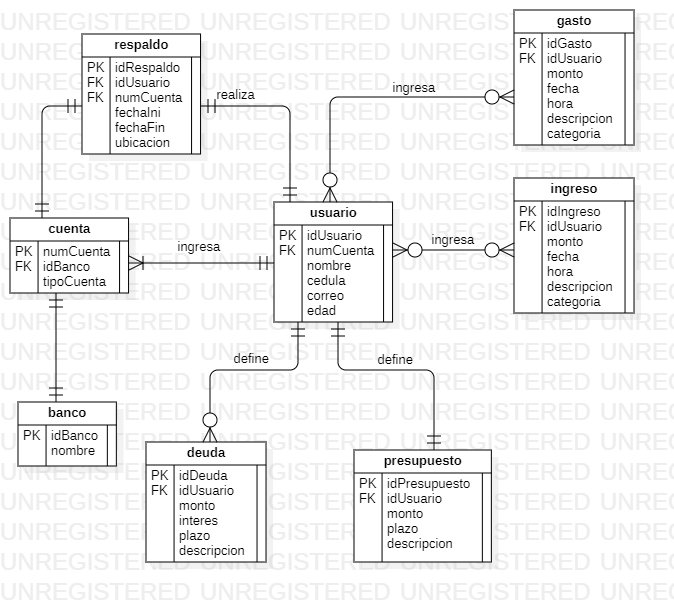 respaldo
PK idRespaldo
FK idUsuario
FK numCuenta
fechaIni
fechaFin
ubicacion
realiza
gasto
PK idGasto
FK idUsuario
monto
fecha
hora
descripcion
categoria
ingresa
cuenta
PK numCuenta
FK idBanco
tipoCuenta
ingresa
usuario
PK idUsuario
FK numCuenta
nombre
cedula
correo
edad
ingresa
ingreso
PK idIngreso
FK idUsuario
monto
fecha
hora
descripcion
categoria
define
define
banco
PK idBanco
nombre
deuda
PK idDeuda
FK idUsuario
monto
interes
plazo
descripcion
presupuesto
PK idPresupuesto
FK idUsuario
monto
plazo
descripcion
UNREGISTERED